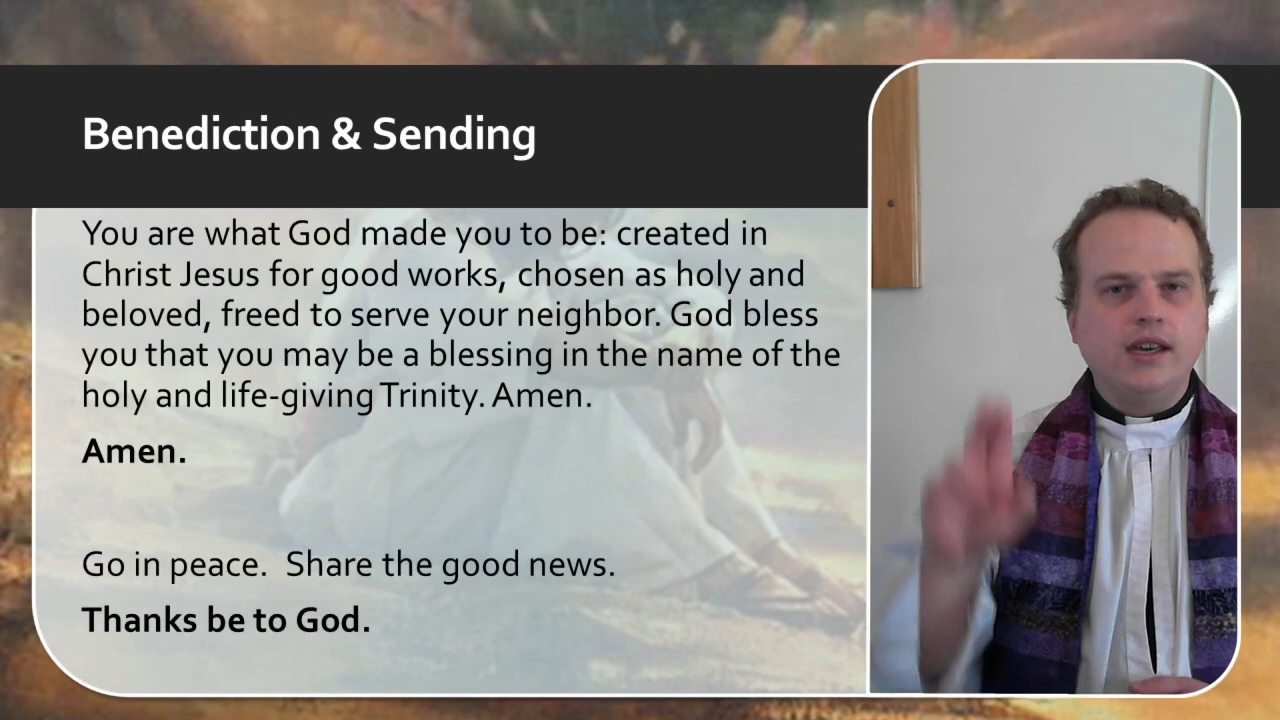 Benediction & Sending
You are what God made you to be: created in
Christ Jesus for good works, chosen as holy and
beloved, freed to serve your neighbor. God bless
you that you may be a blessing in the name of the
holy and life-giving Trinity. Amen.
Amen.
Go in peace.  Share the good news.
Thanks be to God.